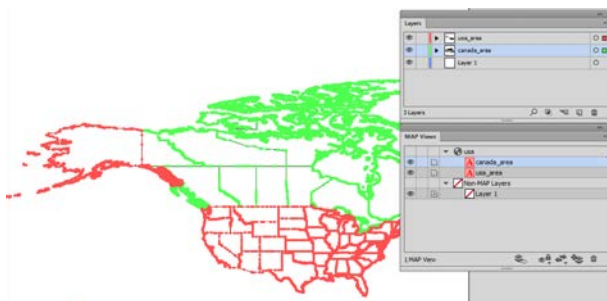 Layers
usa_area
canada_area
Layer 1
3 Layers
MAP Views
usa
canada_area
usa_area
Non-MAP Layers
Layer 1
1 MAP View